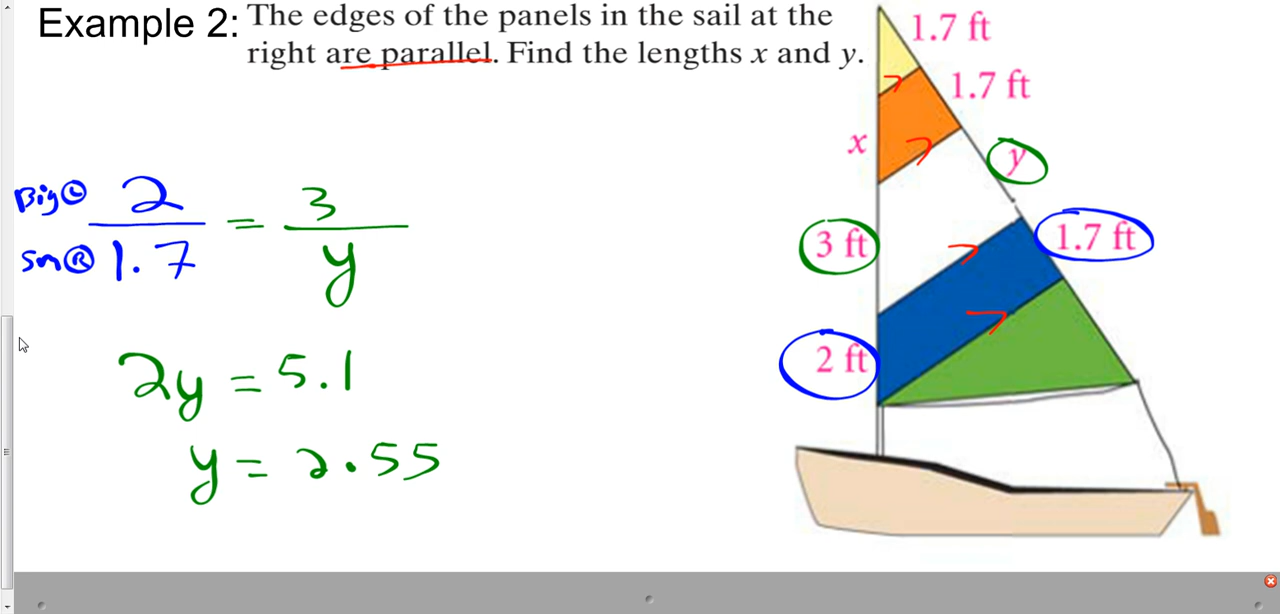 Example 2: The edges of the panels in the sail at the
right are parallel. Find the lengths x and y.
1.7 ft
1.7 ft
x
y
Big L 2 = 3
Sm R 1.7 y
3 ft
1.7 ft
2 ft
2y = 5.1
y = 2.55